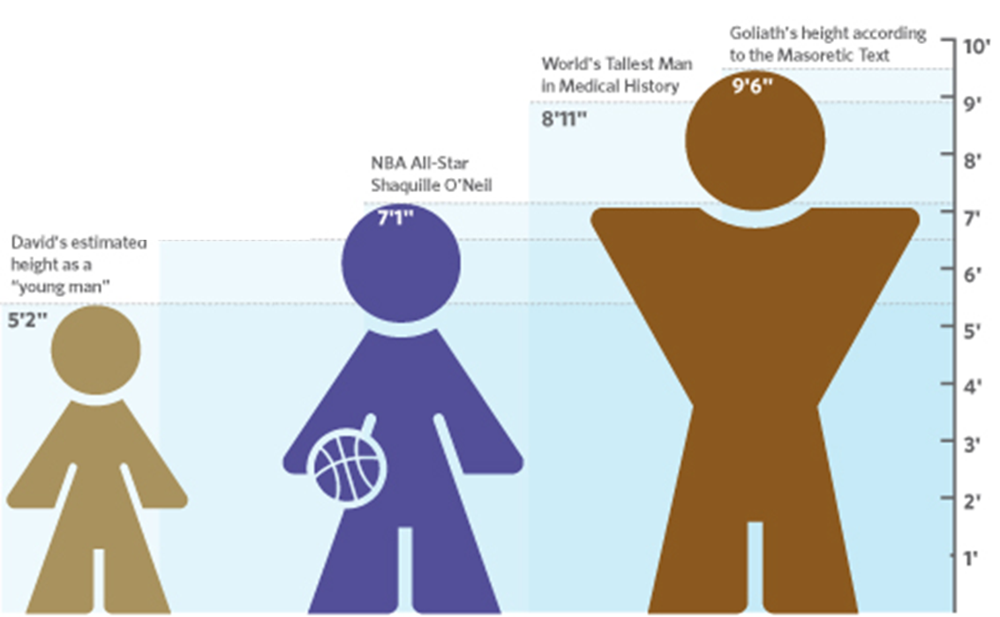 Goliath's height according
to the Masoretic Text
9'6"
World's Tallest Man
in Medical History
8'11"
NBA All-Star
Shaquille O'Neil
7'1"
David's estimated
height as a
"young man"
5'2"
10'
9'
8'
7'
6'
5'
4'
3'
2'
1'